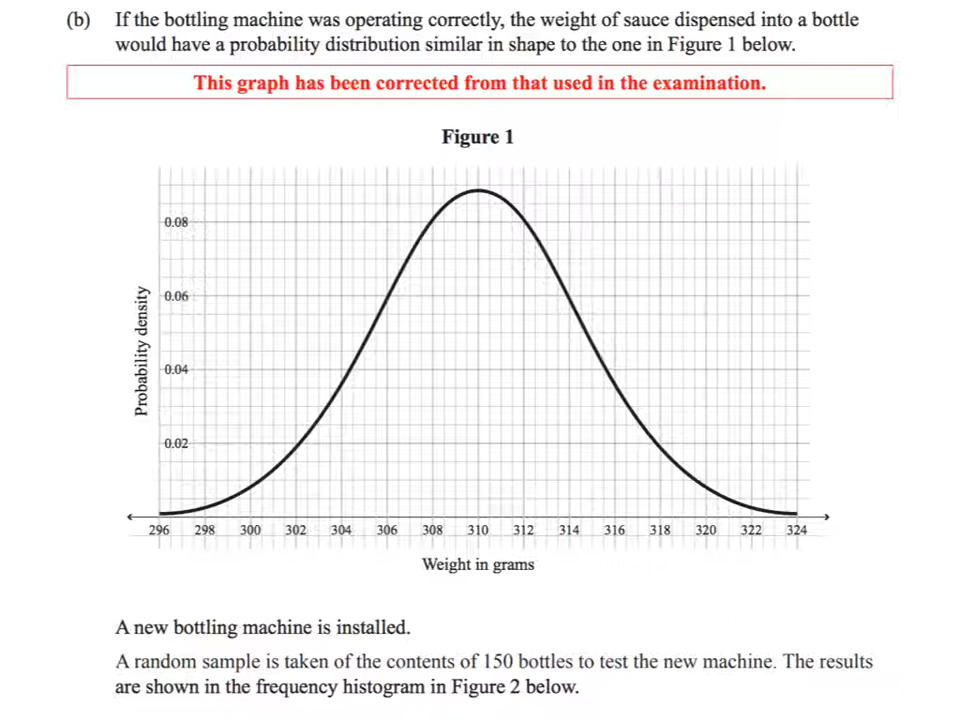 (b) If the bottling machine was operating correctly, the weight of sauce dispensed into a bottle
would have a probability distribution similar in shape to the one in Figure 1 below.
This graph has been corrected from that used in the examination.
Figure 1
0.08
0.06
0.04
0.02
Probability density
296 298 300 302 304 306 308 310 312 314 316 318 320 322 324
Weight in grams
A new bottling machine is installed.
A random sample is taken of the contents of 150 bottles to test the new machine. The results
are shown in the frequency histogram in Figure 2 below.